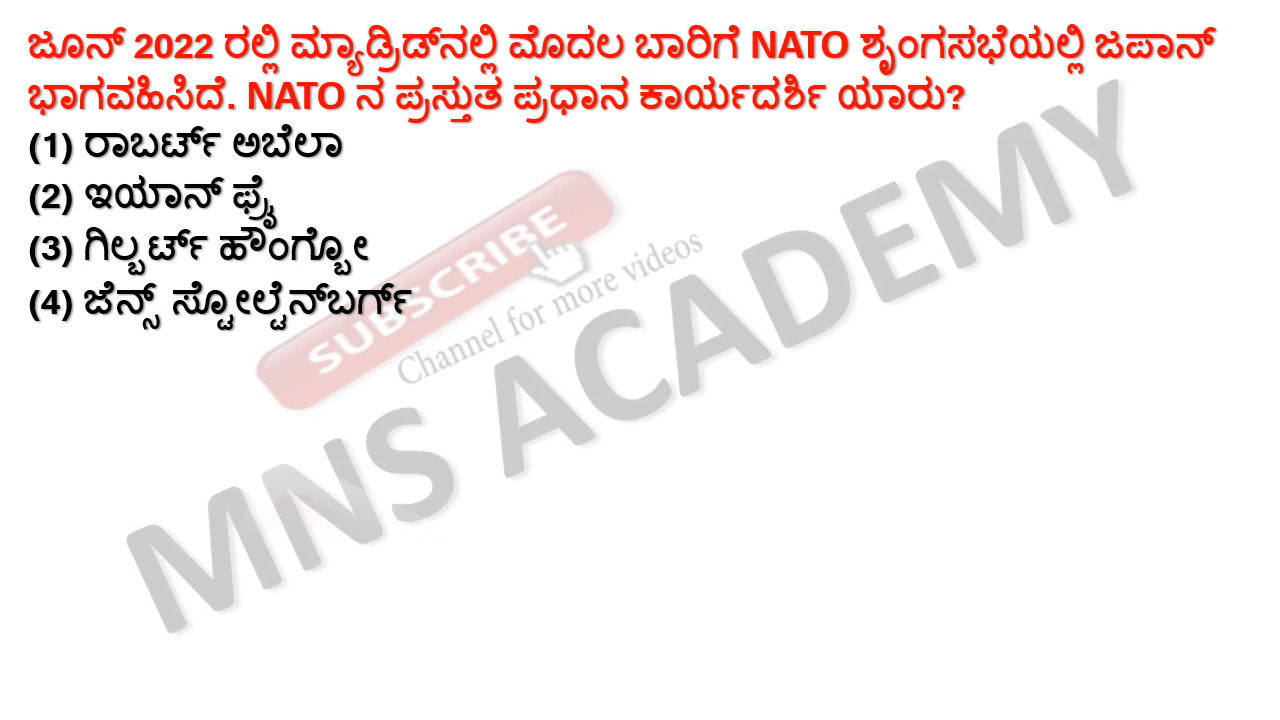 ಜೂನ್ 2022 ರಲ್ಲಿ ಮ್ಯಾಡ್ರಿಡ್‌ನಲ್ಲಿ ಮೊದಲ ಬಾರಿಗೆ NATO ಶೃಂಗಸಭೆಯಲ್ಲಿ ಜಪಾನ್
ಭಾಗವಹಿಸಿದೆ. NATO ನ ಪ್ರಸ್ತುತ ಪ್ರಧಾನ ಕಾರ್ಯದರ್ಶಿ ಯಾರು?
(1) ರಾಬರ್ಟ್ ಅಬೆಲಾ
(2) ಇಯಾನ್ ಫ್ರೈ
(3) ಗಿಲ್ಬರ್ಟ್ ಹೌಂಗ್ಬೋ
(4) ಜೆನ್ಸ್ ಸ್ಟೋಲ್ಟೆನ್‌ಬರ್ಗ್
SUBSCRIBE
Channel for more videos
MNS ACADEMY